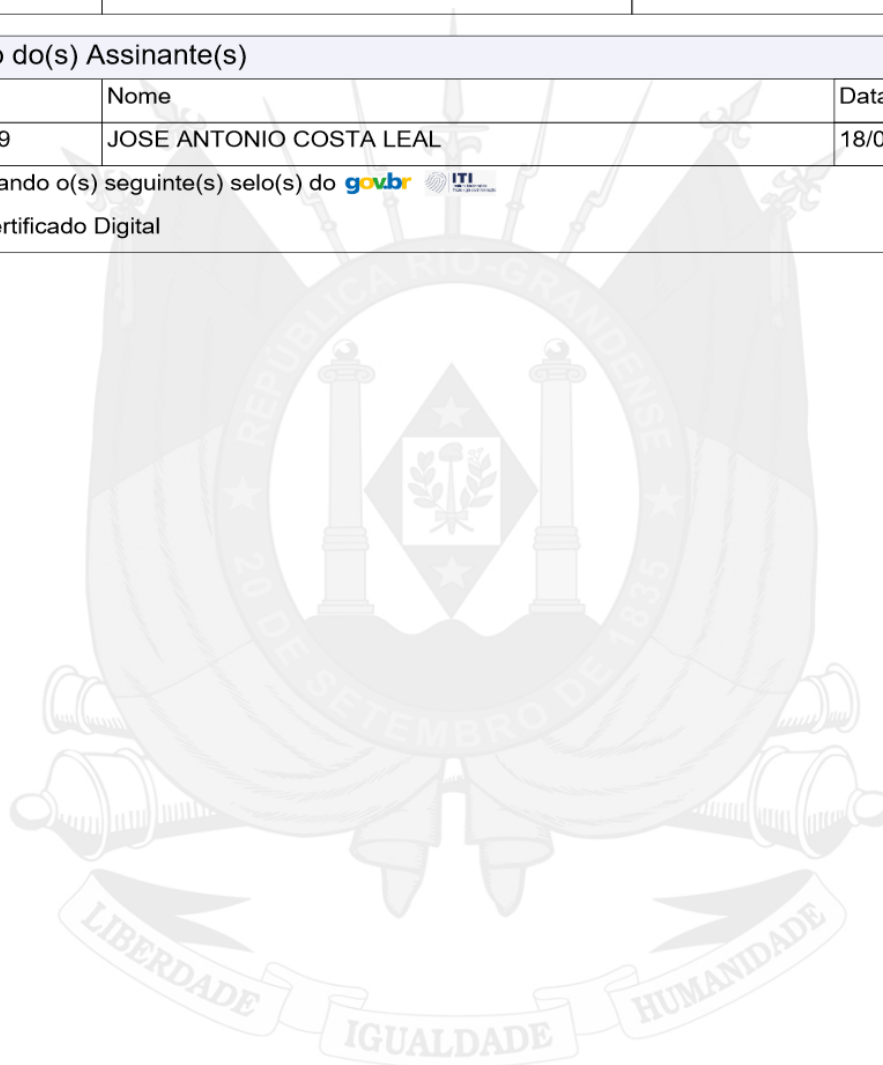 o do(s) Assinante(s)
Nome Data
9 JOSE ANTONIO COSTA LEAL 18/0
ando o(s) seguinte(s) selo(s) do gov.br ITI
ertificado Digital
REPÚBLICA RIO-GRANDENSE
20 DE SETEMBRO DE 1835
LIBERDADE IGUALDADE HUMANIDADE